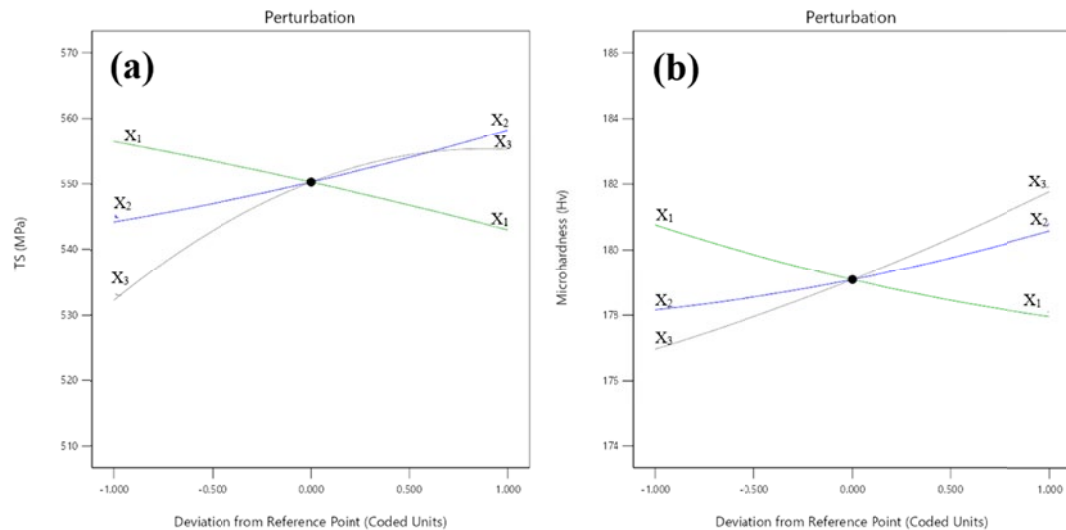 Perturbation
(a)
570
560
550
540
530
520
510
TS (MPa)
X₁
X₂
X₃
X₂
X₃
X₁
-1.000
-0.500
0.000
0.500
1.000
Deviation from Reference Point (Coded Units)
Perturbation
(b)
186
184
182
180
178
176
174
Microhardness (Hv)
X₁
X₂
X₃
X₃
X₂
X₁
-1.000
-0.500
0.000
0.500
1.000
Deviation from Reference Point (Coded Units)